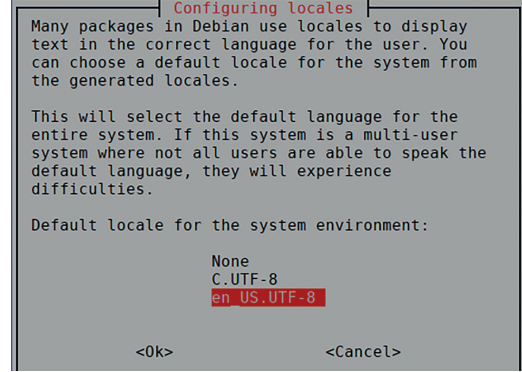 Configuring locales
Many packages in Debian use locales to display
text in the correct language for the user. You
can choose a default locale for the system from
the generated locales.
This will select the default language for the
entire system. If this system is a multi-user
system where not all users are able to speak the
default language, they will experience
difficulties.
Default locale for the system environment:
None
C.UTF-8
en_US.UTF-8
<Ok> <Cancel>